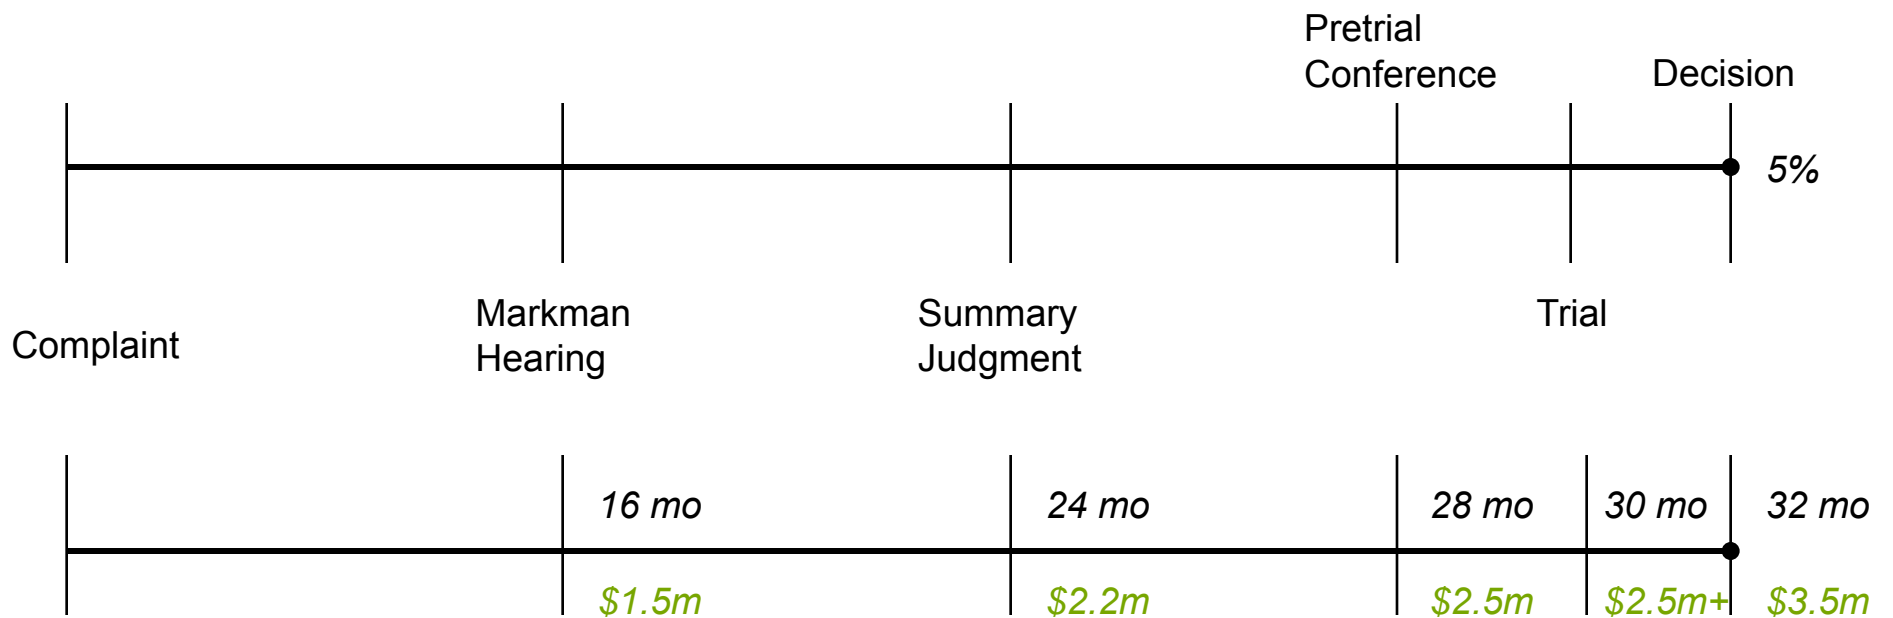 Pretrial
Conference
Decision
5%
Complaint
Markman
Hearing
Summary
Judgment
Trial
16 mo
24 mo
28 mo
30 mo
32 mo
$1.5m
$2.2m
$2.5m
$2.5m+
$3.5m